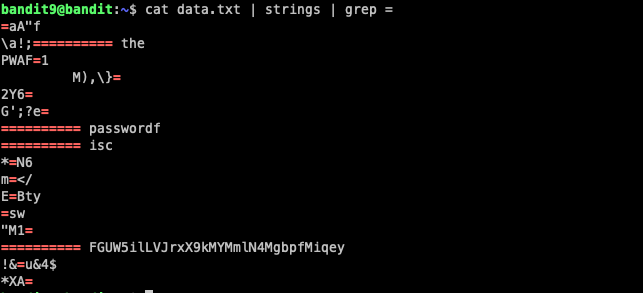 bandit9@bandit:~$ cat data.txt | strings | grep =
=aA"f
\a!;========== the
PWAF=1
M),\}=
2Y6=
G';?e=
========== passwordf
========== isc
*=N6
m=</
E=Bty
=sw
"M1=
========== FGUW5ilLVJrxX9kMYMmlN4MgbpfMiqey
!&=u&4$
*XA=